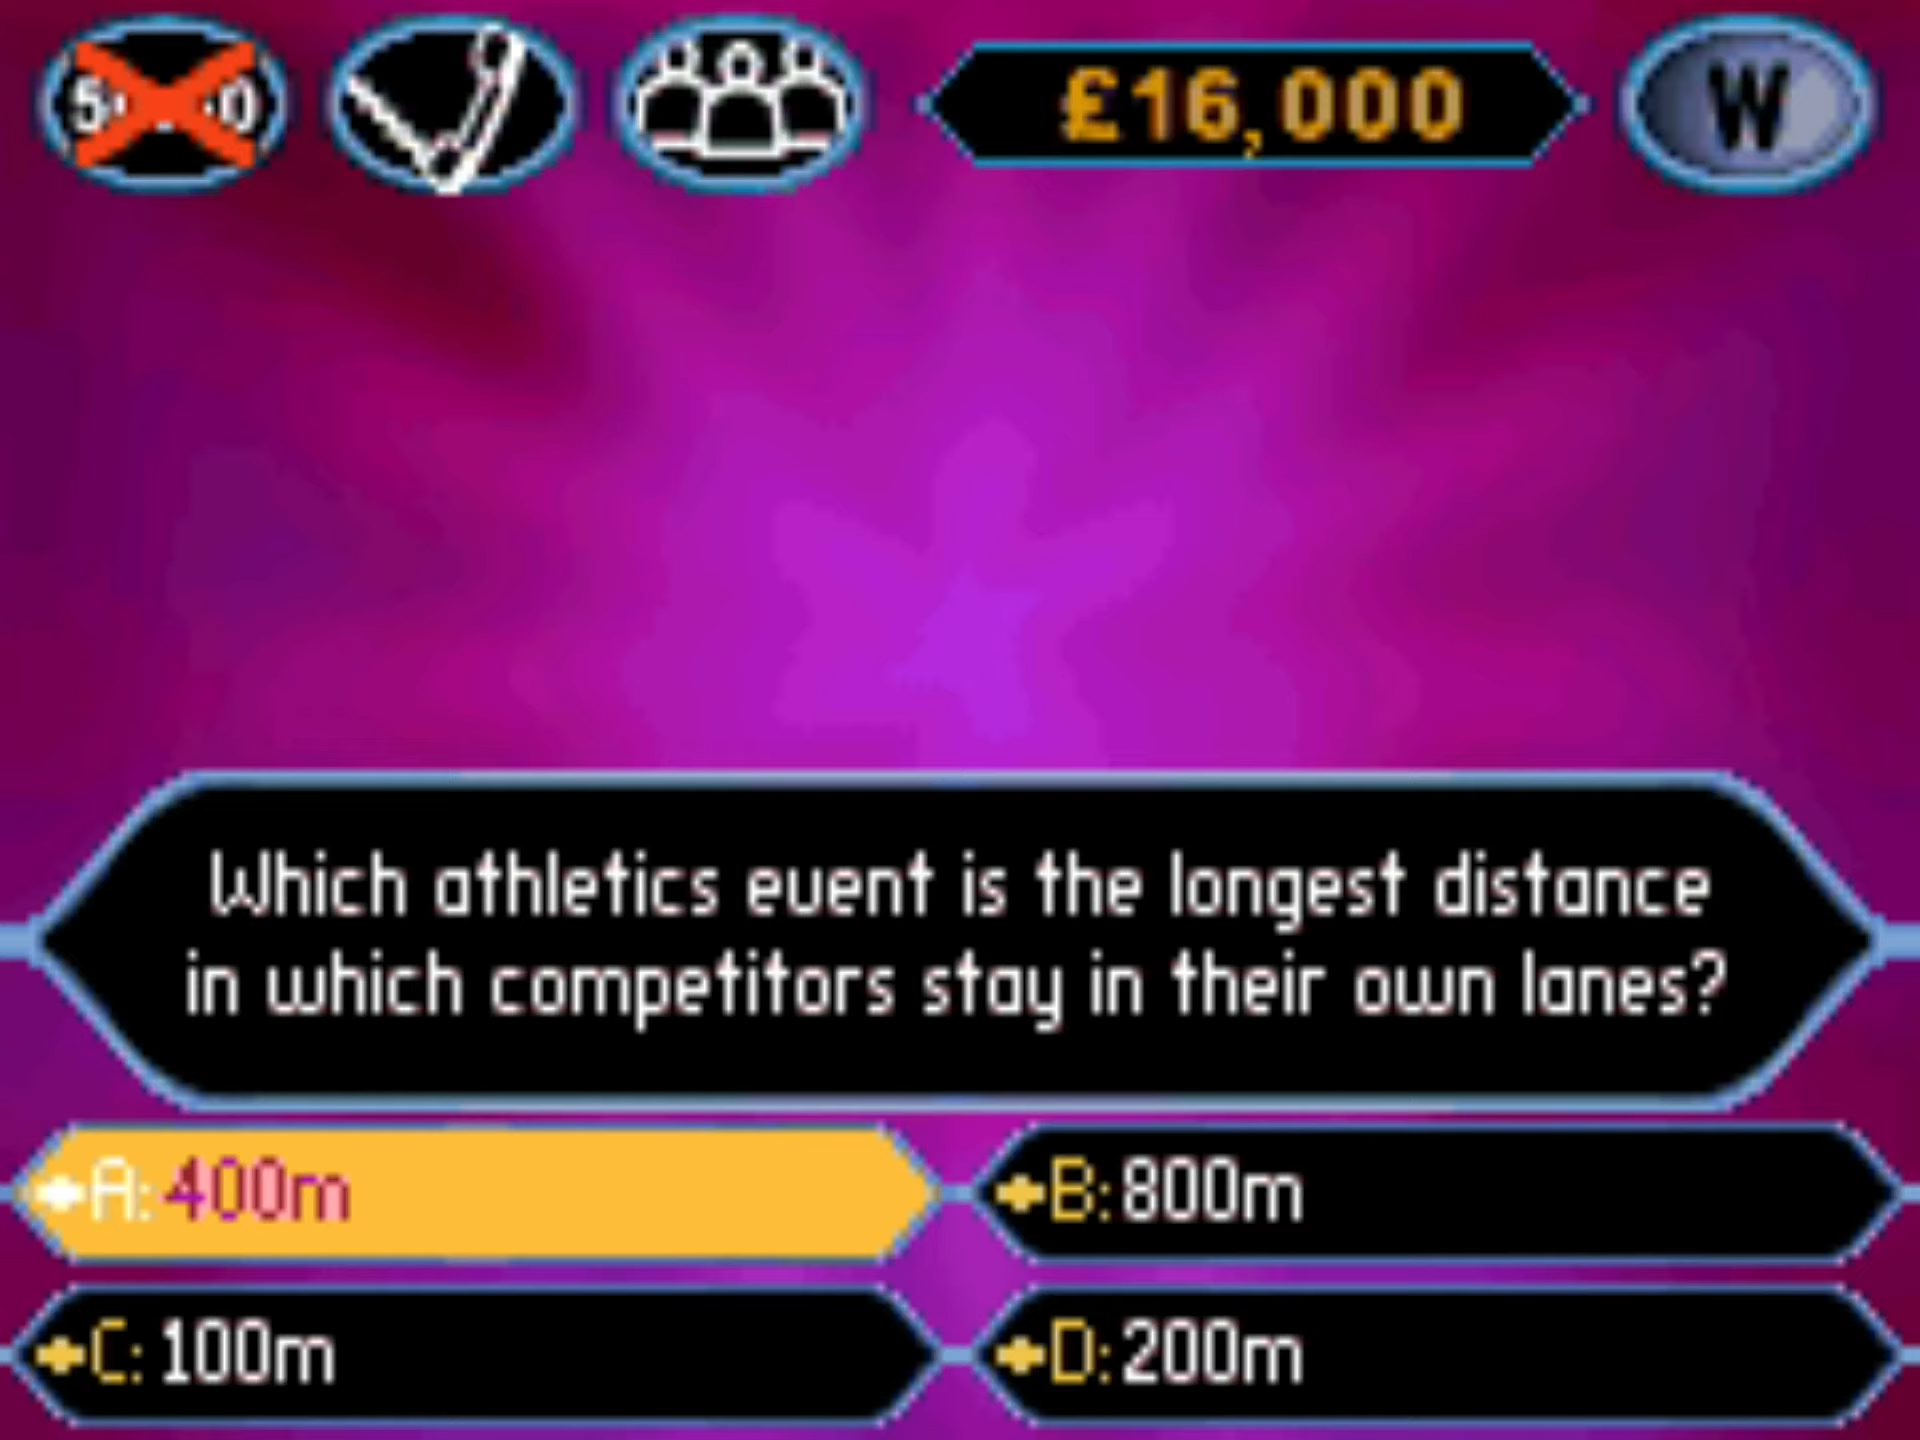 £16,000
W
Which athletics event is the longest distance
in which competitors stay in their own lanes?
A: 400m
B: 800m
C: 100m
D: 200m